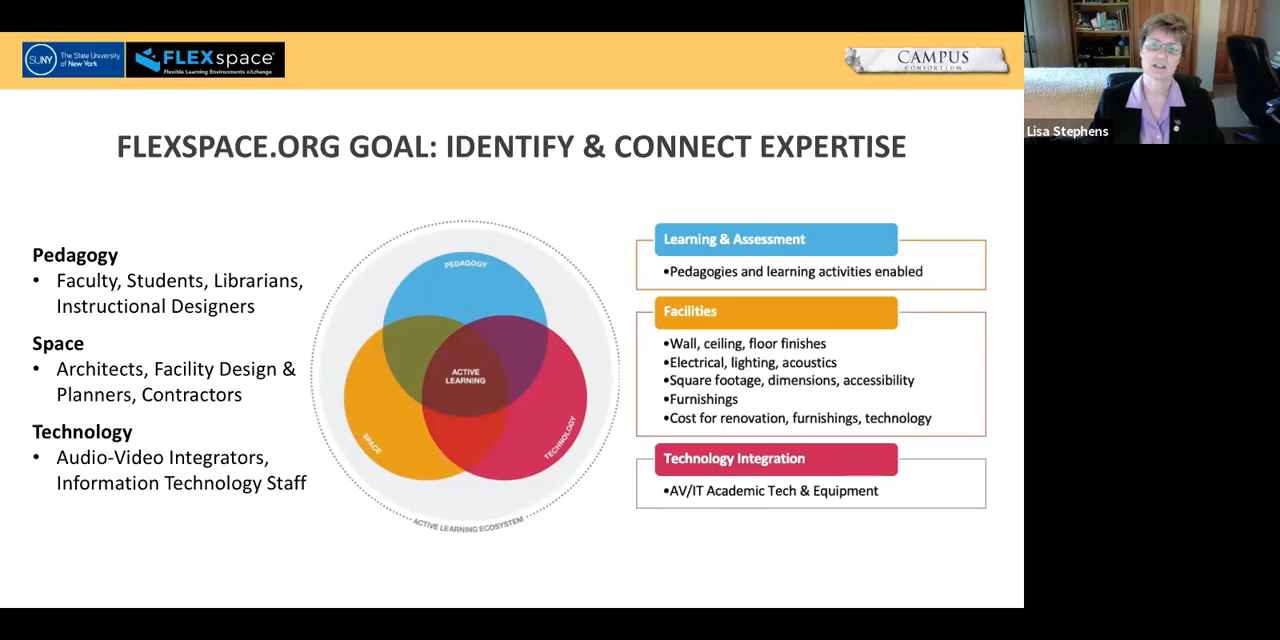 SUNY
The State University
of New York
FLEXspace
Flexible Learning Environments eXchange
CAMPUS
CONSORTIUM
Lisa Stephens
FLEXSPACE.ORG GOAL: IDENTIFY & CONNECT EXPERTISE
Pedagogy
• Faculty, Students, Librarians,
Instructional Designers
Space
• Architects, Facility Design &
Planners, Contractors
Technology
• Audio-Video Integrators,
Information Technology Staff
PEDAGOGY
ACTIVE
LEARNING
SPACE
TECHNOLOGY
ACTIVE LEARNING ECOSYSTEM
Learning & Assessment
•Pedagogies and learning activities enabled
Facilities
•Wall, ceiling, floor finishes
•Electrical, lighting, acoustics
•Square footage, dimensions, accessibility
•Furnishings
•Cost for renovation, furnishings, technology
Technology Integration
•AV/IT Academic Tech & Equipment